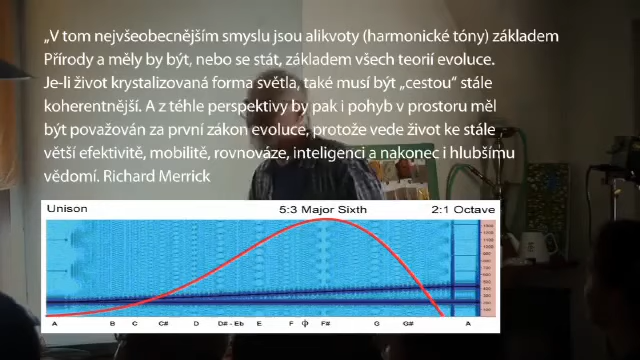 „V tom nejvšeobecnějším smyslu jsou alikvoty (harmonické tóny) základem
Přírody a měly by být, nebo se stát, základem všech teorií evoluce.
Je-li život krystalizovaná forma světla, také musí být „cestou“ stále
koherentnější. A z téhle perspektivy by pak i pohyb v prostoru měl
být považován za první zákon evoluce, protože vede život ke stále
větší efektivitě, mobilitě, rovnováze, inteligenci a nakonec i hlubšímu
vědomí. Richard Merrick
Unison 5:3 Major Sixth 2:1 Octave
A B C C# D D# - Eb E F Φ F# G G# A